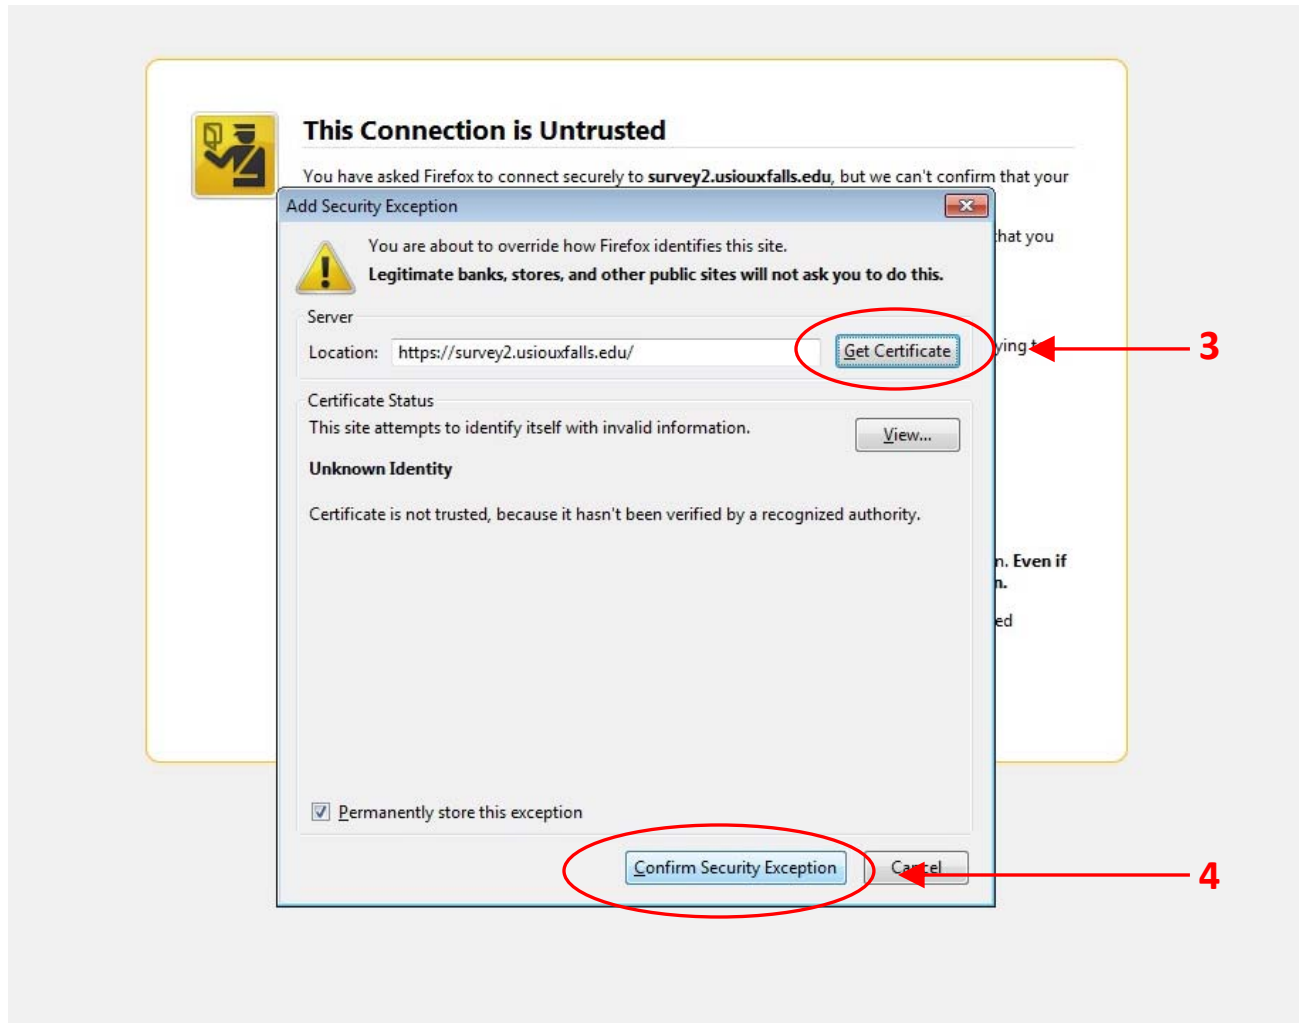 This Connection is Untrusted
You have asked Firefox to connect securely to survey2.usiouxfalls.edu, but we can't confirm that your
Add Security Exception
You are about to override how Firefox identifies this site.
that you
Legitimate banks, stores, and other public sites will not ask you to do this.
Server
Location: https://survey2.usiouxfalls.edu/ Get Certificate
3
Certificate Status
This site attempts to identify itself with invalid information.
View...
Unknown Identity
Certificate is not trusted, because it hasn't been verified by a recognized authority.
Even if
Permanently store this exception
Confirm Security Exception Cancel
4